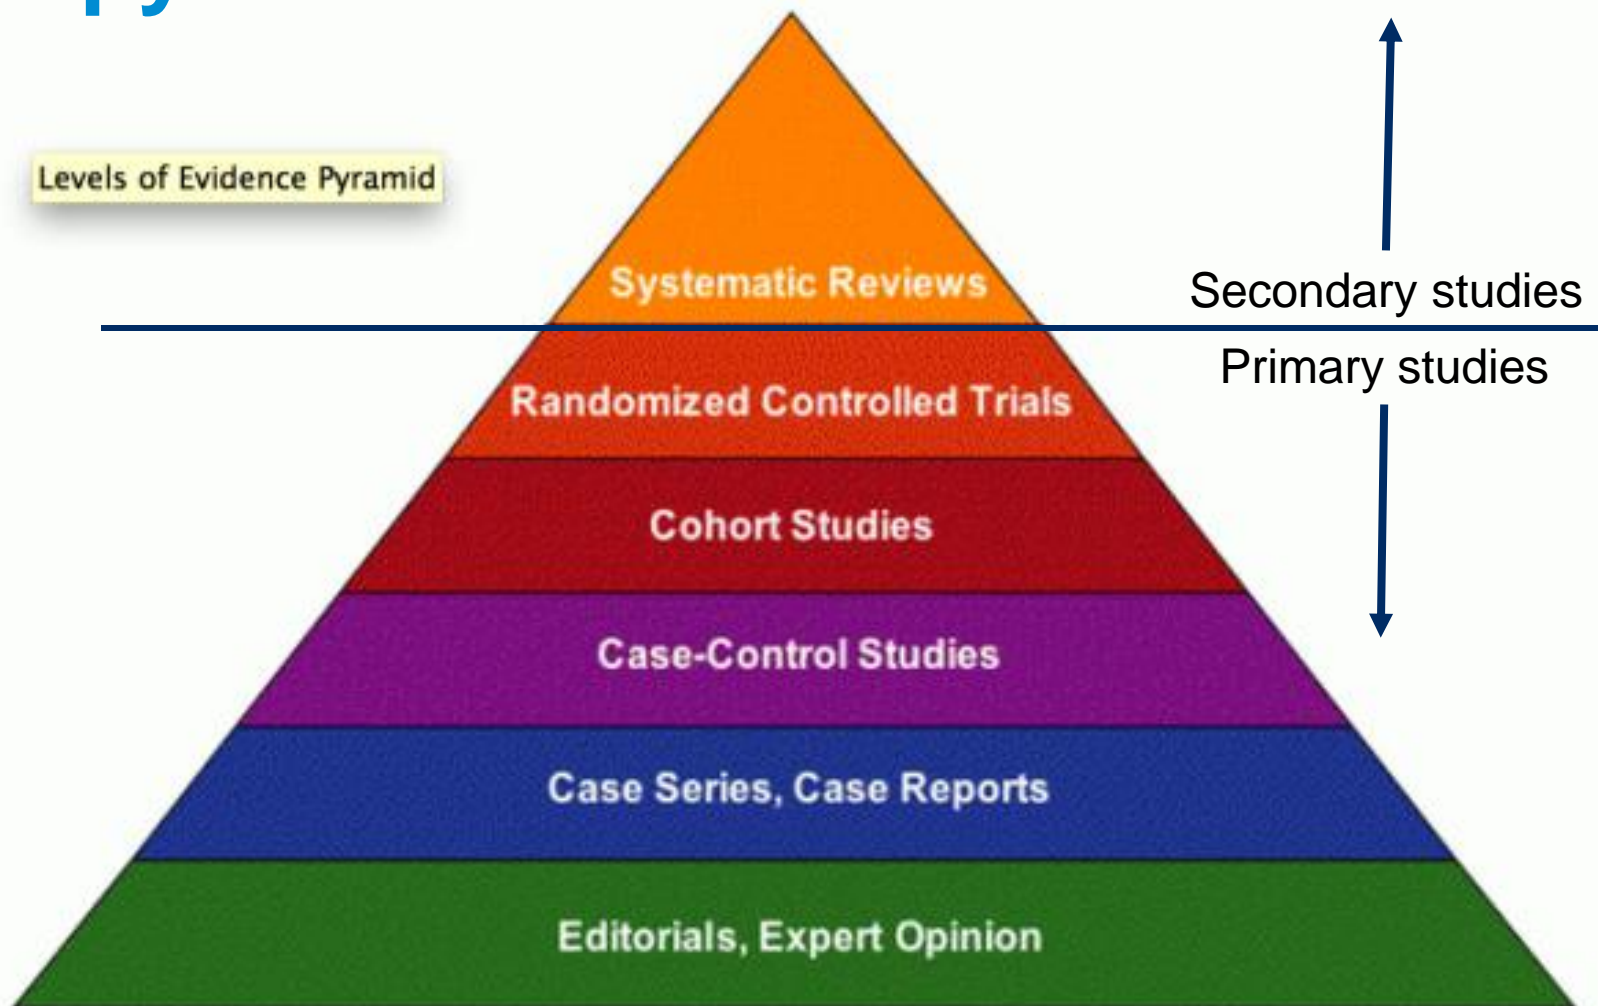 Levels of Evidence Pyramid
Systematic Reviews
Secondary studies
Primary studies
Randomized Controlled Trials
Cohort Studies
Case-Control Studies
Case Series, Case Reports
Editorials, Expert Opinion